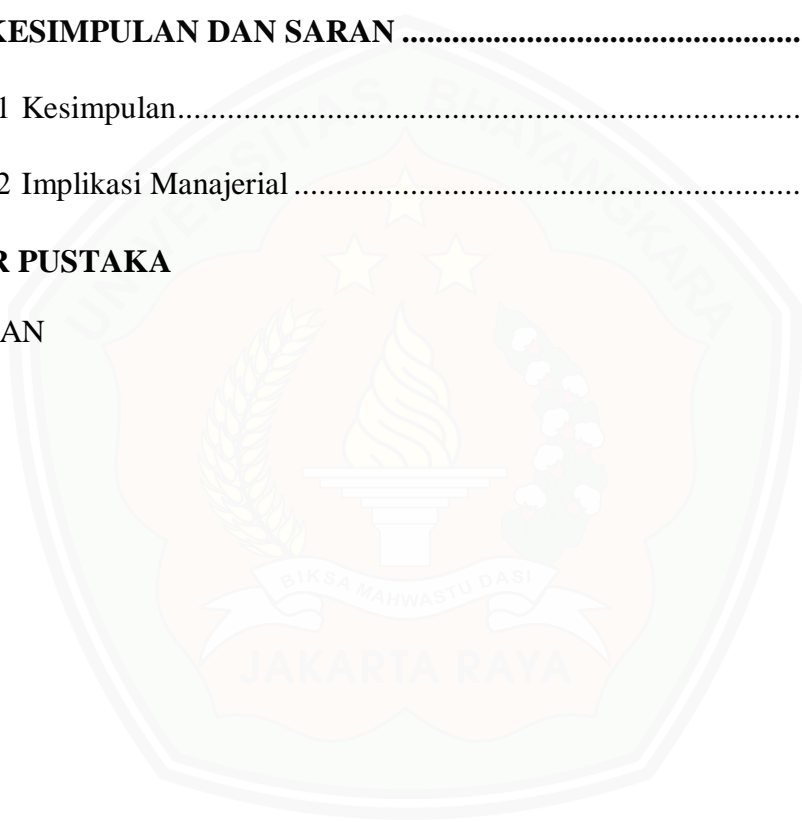 KESIMPULAN DAN SARAN ................................................
1 Kesimpulan...............................................................................
2 Implikasi Manajerial ...............................................................
R PUSTAKA
AN
UNIVERSITAS BHAYANGKARA
BIKSA MAHWASTU DASI
JAKARTA RAYA